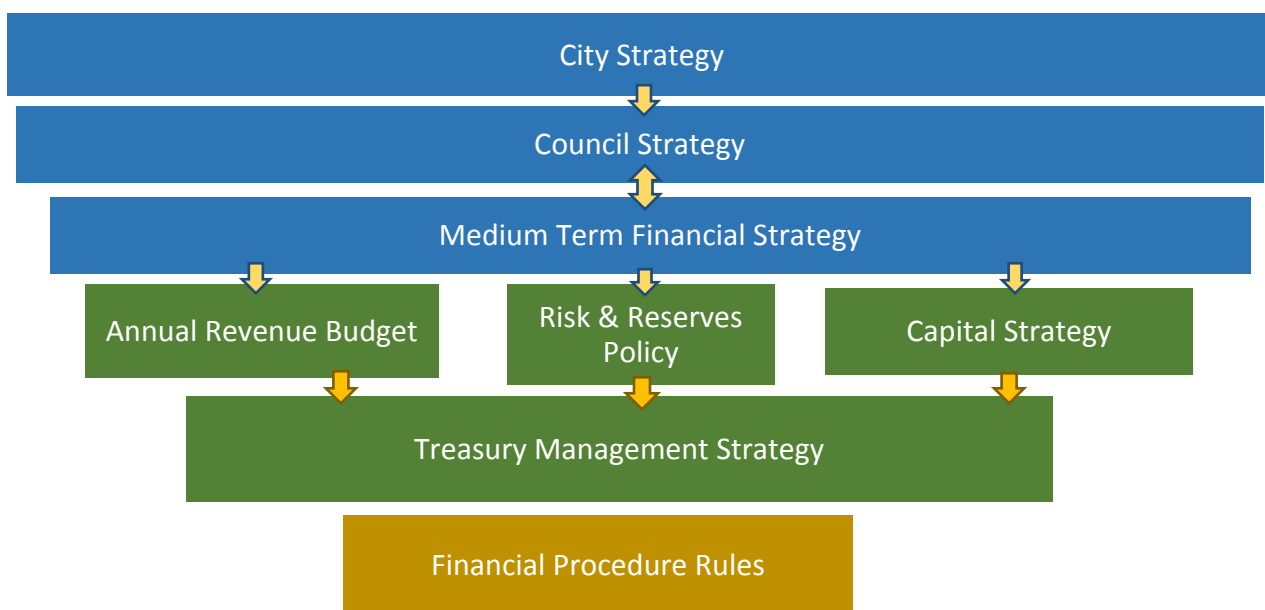 City Strategy
Council Strategy
Medium Term Financial Strategy
Annual Revenue Budget
Risk & Reserves
Policy
Capital Strategy
Treasury Management Strategy
Financial Procedure Rules